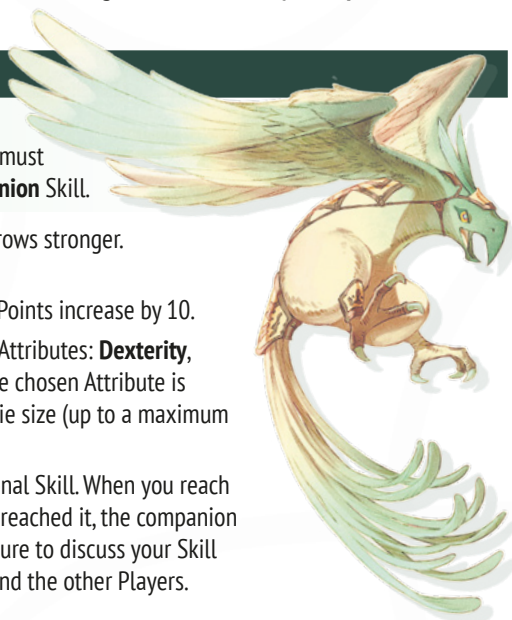 must
nion Skill.
rows stronger.
Points increase by 10.
Attributes: Dexterity,
e chosen Attribute is
ie size (up to a maximum
nal Skill. When you reach
reached it, the companion
ure to discuss your Skill
nd the other Players.